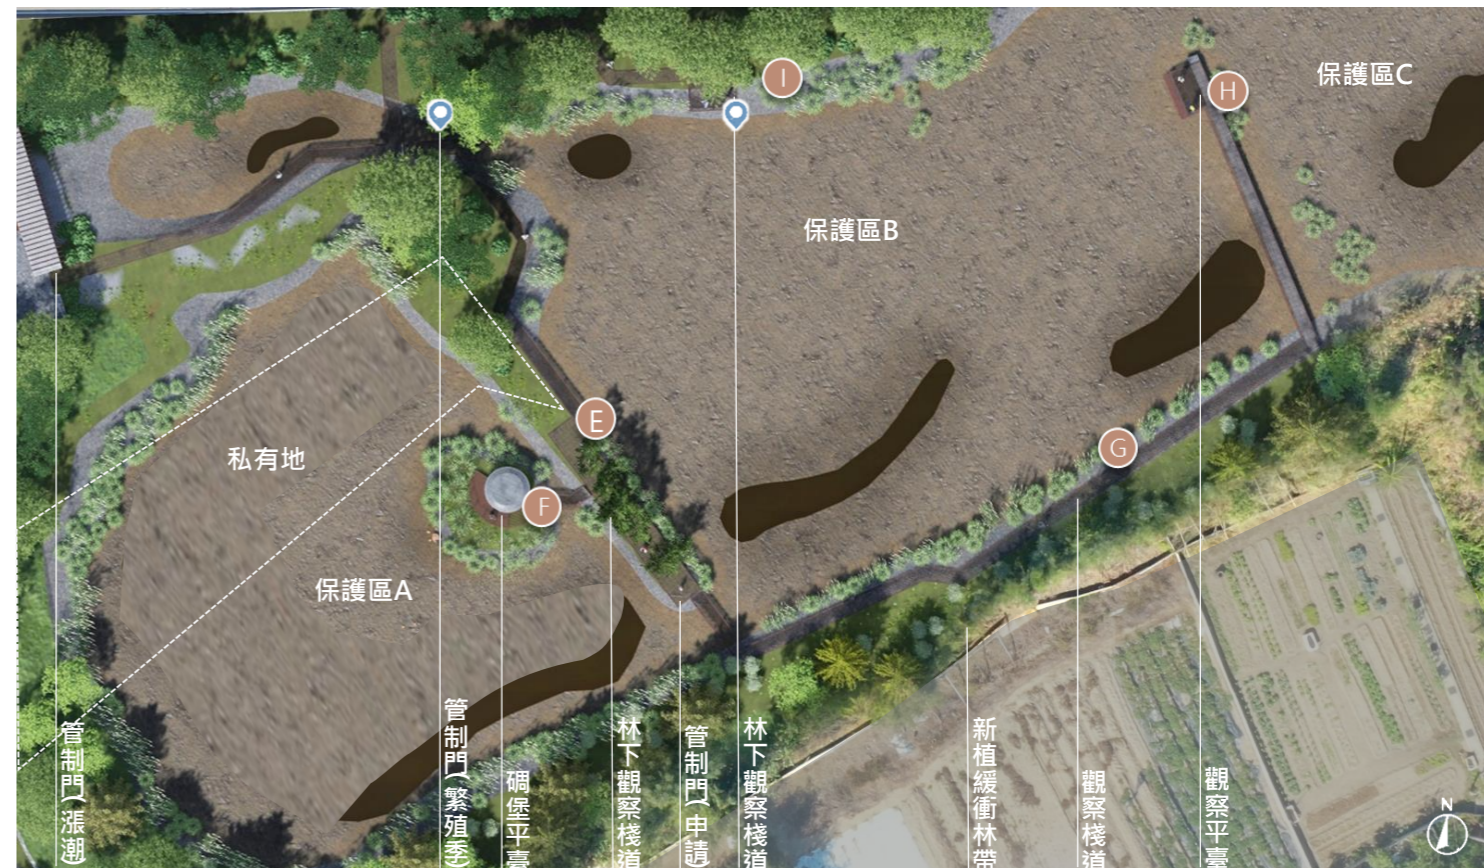 I
H
保護區C
保護區B
E
私有地
G
F
保護區A
管制門(漲潮)
管制門(繁殖季)
碉堡平臺
林下觀察棧道
管制門(申請)
林下觀察棧道
新植緩衝林帶
觀察棧道
觀察平臺
N